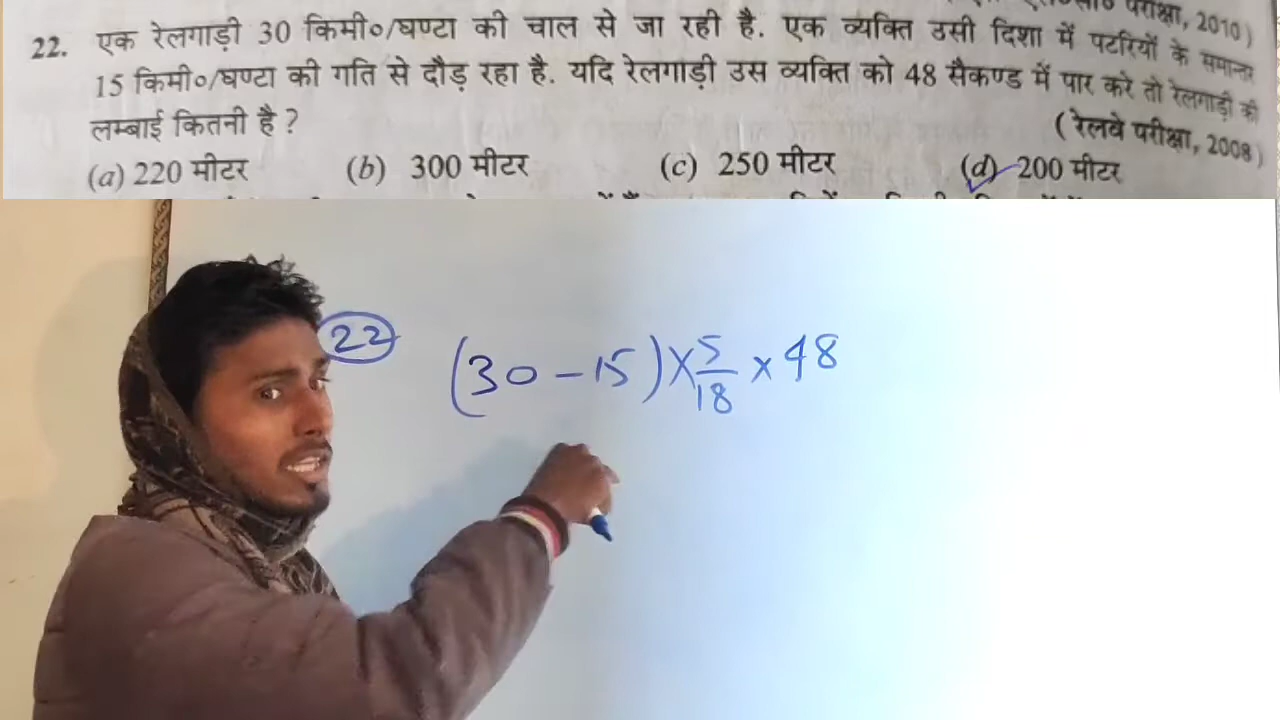 परीक्षा, 2010)
22. एक रेलगाड़ी 30 किमी०/घण्टा की चाल से जा रही है. एक व्यक्ति उसी दिशा में पटरियों के समान्तर
15 किमी०/घण्टा की गति से दौड़ रहा है. यदि रेलगाड़ी उस व्यक्ति को 48 सैकण्ड में पार करे तो रेलगाड़ी की
लम्बाई कितनी है ?
(रेलवे परीक्षा, 2008)
(a) 220 मीटर (b) 300 मीटर (c) 250 मीटर (d) 200 मीटर
22 (30-15)×5/18×48